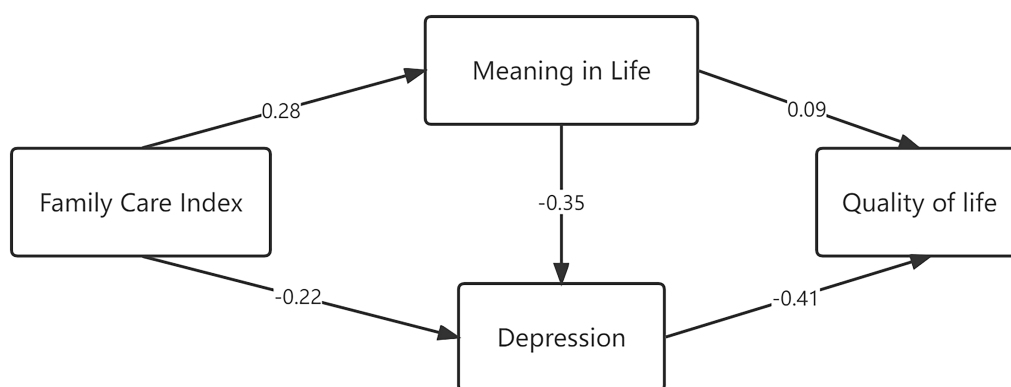 Meaning in Life
0.28
0.09
Family Care Index
-0.35
Quality of life
-0.22
-0.41
Depression